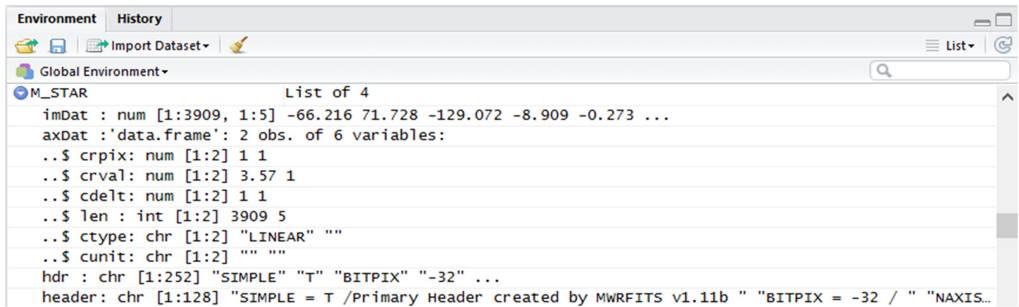 Environment History
Import Dataset List
Global Environment
M_STAR List of 4
imDat : num [1:3909, 1:5] -66.216 71.728 -129.072 -8.909 -0.273 ...
axDat :'data.frame': 2 obs. of 6 variables:
..$ crpix: num [1:2] 1 1
..$ crval: num [1:2] 3.57 1
..$ cdelt: num [1:2] 1 1
..$ len : int [1:2] 3909 5
..$ ctype: chr [1:2] "LINEAR" ""
..$ cunit: chr [1:2] "" ""
hdr : chr [1:252] "SIMPLE" "T" "BITPIX" "-32" ...
header: chr [1:128] "SIMPLE = T /Primary Header created by MWRFITS v1.11b " "BITPIX = -32 / " "NAXIS…